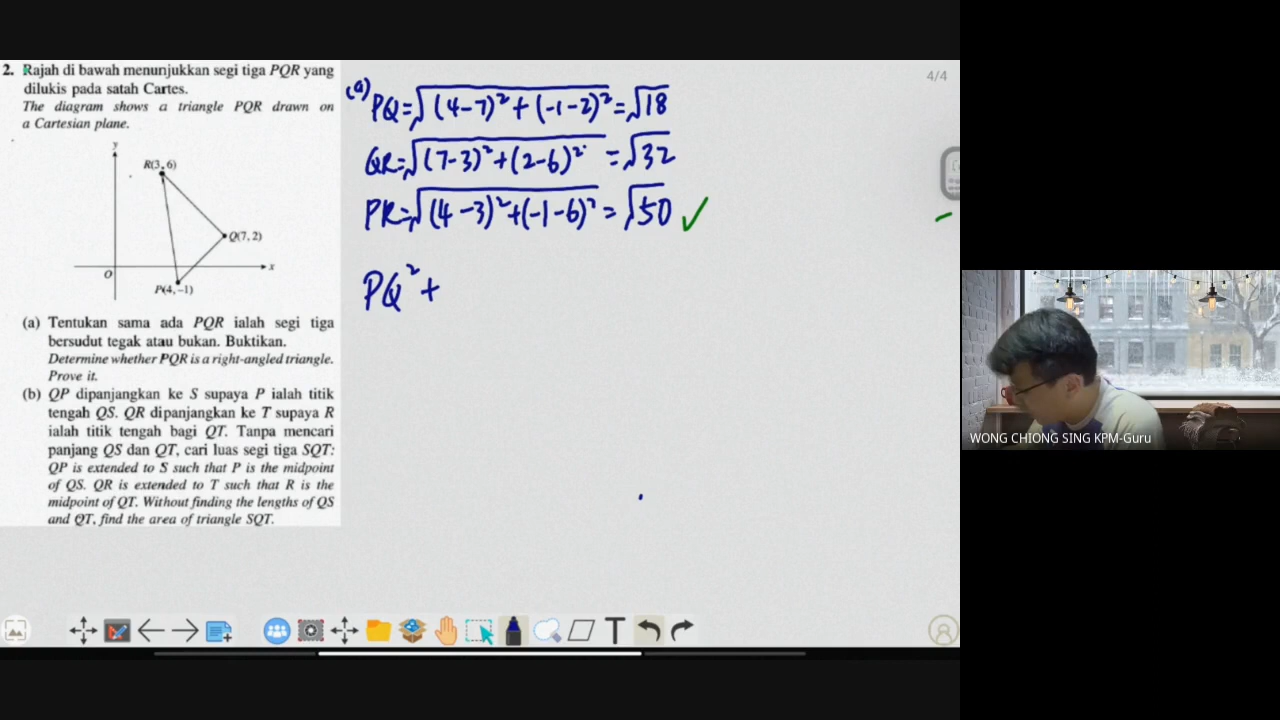 2. Rajah di bawah menunjukkan segi tiga PQR yang
dilukis pada satah Cartes.
The diagram shows a triangle PQR drawn on
a Cartesian plane.
y
R(3, 6)
Q(7, 2)
O
x
P(4, −1)
(a) Tentukan sama ada PQR ialah segi tiga
bersudut tegak atau bukan. Buktikan.
Determine whether PQR is a right-angled triangle.
Prove it.
(b) QP dipanjangkan ke S supaya P ialah titik
tengah QS. QR dipanjangkan ke T supaya R
ialah titik tengah bagi QT. Tanpa mencari
panjang QS dan QT, cari luas segi tiga SQT:
QP is extended to S such that P is the midpoint
of QS. QR is extended to T such that R is the
midpoint of QT. Without finding the lengths of QS
and QT, find the area of triangle SQT.
(a) PQ=√(4-7)²+(-1-2)²=√18
QR=√(7-3)²+(2-6)²=√32
PR=√(4-3)²+(-1-6)²=√50 ✓
PQ²+
4/4
T
WONG CHIONG SING KPM-Guru